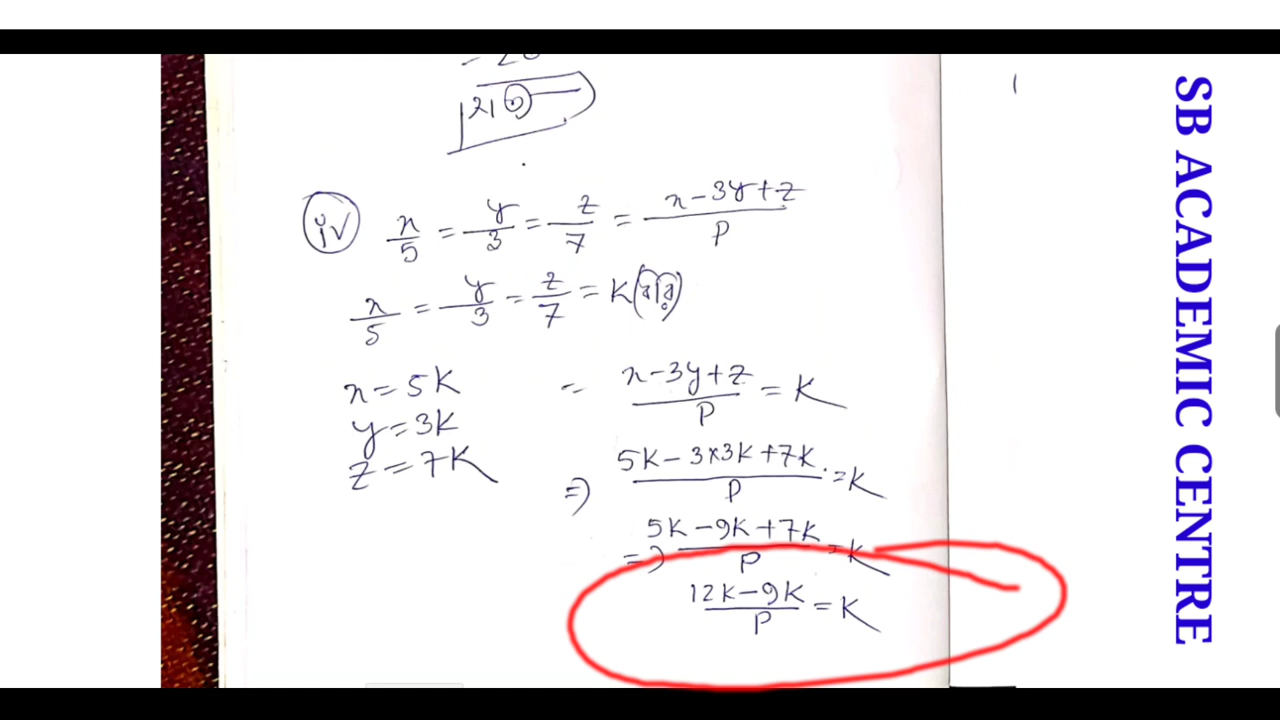 (iv) x/5 = y/3 = z/7 = (x-3y+z)/P
x/5 = y/3 = z/7 = K (ধরি)
x = 5K
y = 3K
z = 7K
= (x-3y+z)/P = K
⇒ (5K-3×3K+7K)/P = K
⇒ (5K-9K+7K)/P = K
(12K-9K)/P = K
SB ACADEMIC CENTRE